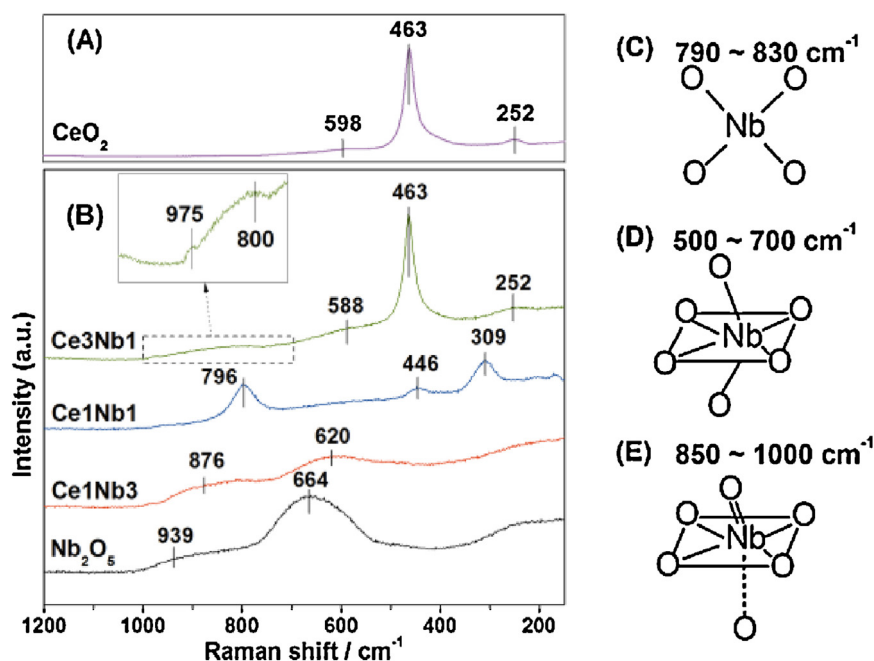 (A)
463
598
252
CeO₂
(B)
975
800
463
588
252
Ce3Nb1
796
446
309
Ce1Nb1
876
620
Ce1Nb3
664
939
Nb₂O₅
Intensity (a.u.)
1200 1000 800 600 400 200
Raman shift / cm⁻¹
(C) 790 ~ 830 cm⁻¹
O O
Nb
O O
(D) 500 ~ 700 cm⁻¹
O
O O
Nb
O O
O
(E) 850 ~ 1000 cm⁻¹
O
O O
Nb
O O
O